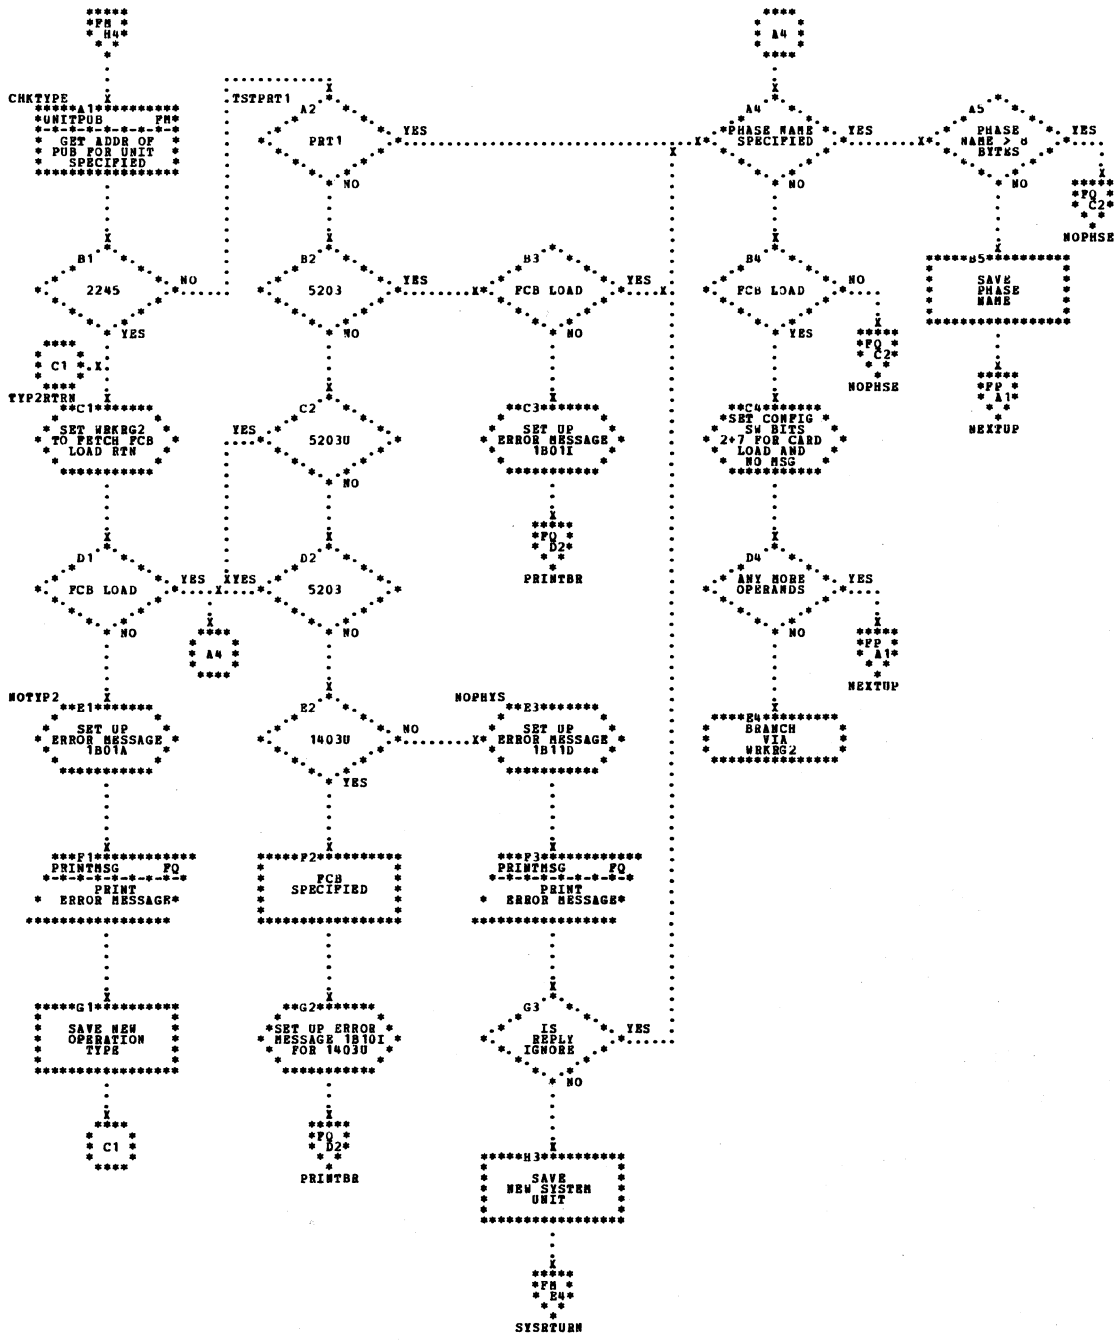 FM
H4
A4
CHKTYPE
A1
UNITPUB FM
GET ADDR OF
PUB FOR UNIT
SPECIFIED
TSTPRT1
A2
PRT1
YES
NO
A4
PHASE NAME
SPECIFIED
YES
NO
A5
PHASE
NAME > 8
BYTES
YES
NO
FQ
C2
NOPHSE
B1
2245
NO
YES
B2
5203
YES
NO
B3
FCB LOAD
YES
NO
B4
FCB LOAD
NO
YES
FQ
C2
NOPHSE
B5
SAVE
PHASE
NAME
FP
A1
NEXTUP
C1
TYP2RTRN
C1
SET WRKRG2
TO FETCH FCB
LOAD RTN
C2
YES
5203U
NO
C3
SET UP
ERROR MESSAGE
1B01I
FQ
D2
PRINTBR
C4
SET CONFIG
SW BITS
2+7 FOR CARD
LOAD AND
NO MSG
D1
FCB LOAD
YES
NO
A4
D2
YES
5203
NO
D4
ANY MORE
OPERANDS
YES
NO
FP
A1
NEXTUP
NOTYP2
E1
SET UP
ERROR MESSAGE
1B01A
E2
1403U
NO
YES
NOPHYS
E3
SET UP
ERROR MESSAGE
1B11D
E4
BRANCH
VIA
WRKRG2
F1
PRINTMSG FQ
PRINT
ERROR MESSAGE
F2
FCB
SPECIFIED
F3
PRINTMSG FQ
PRINT
ERROR MESSAGE
G1
SAVE NEW
OPERATION
TYPE
C1
G2
SET UP ERROR
MESSAGE 1B10I
FOR 1403U
FQ
D2
PRINTBR
G3
IS
REPLY
IGNORE
YES
NO
H3
SAVE
NEW SYSTEM
UNIT
FM
E4
SYSRTURN